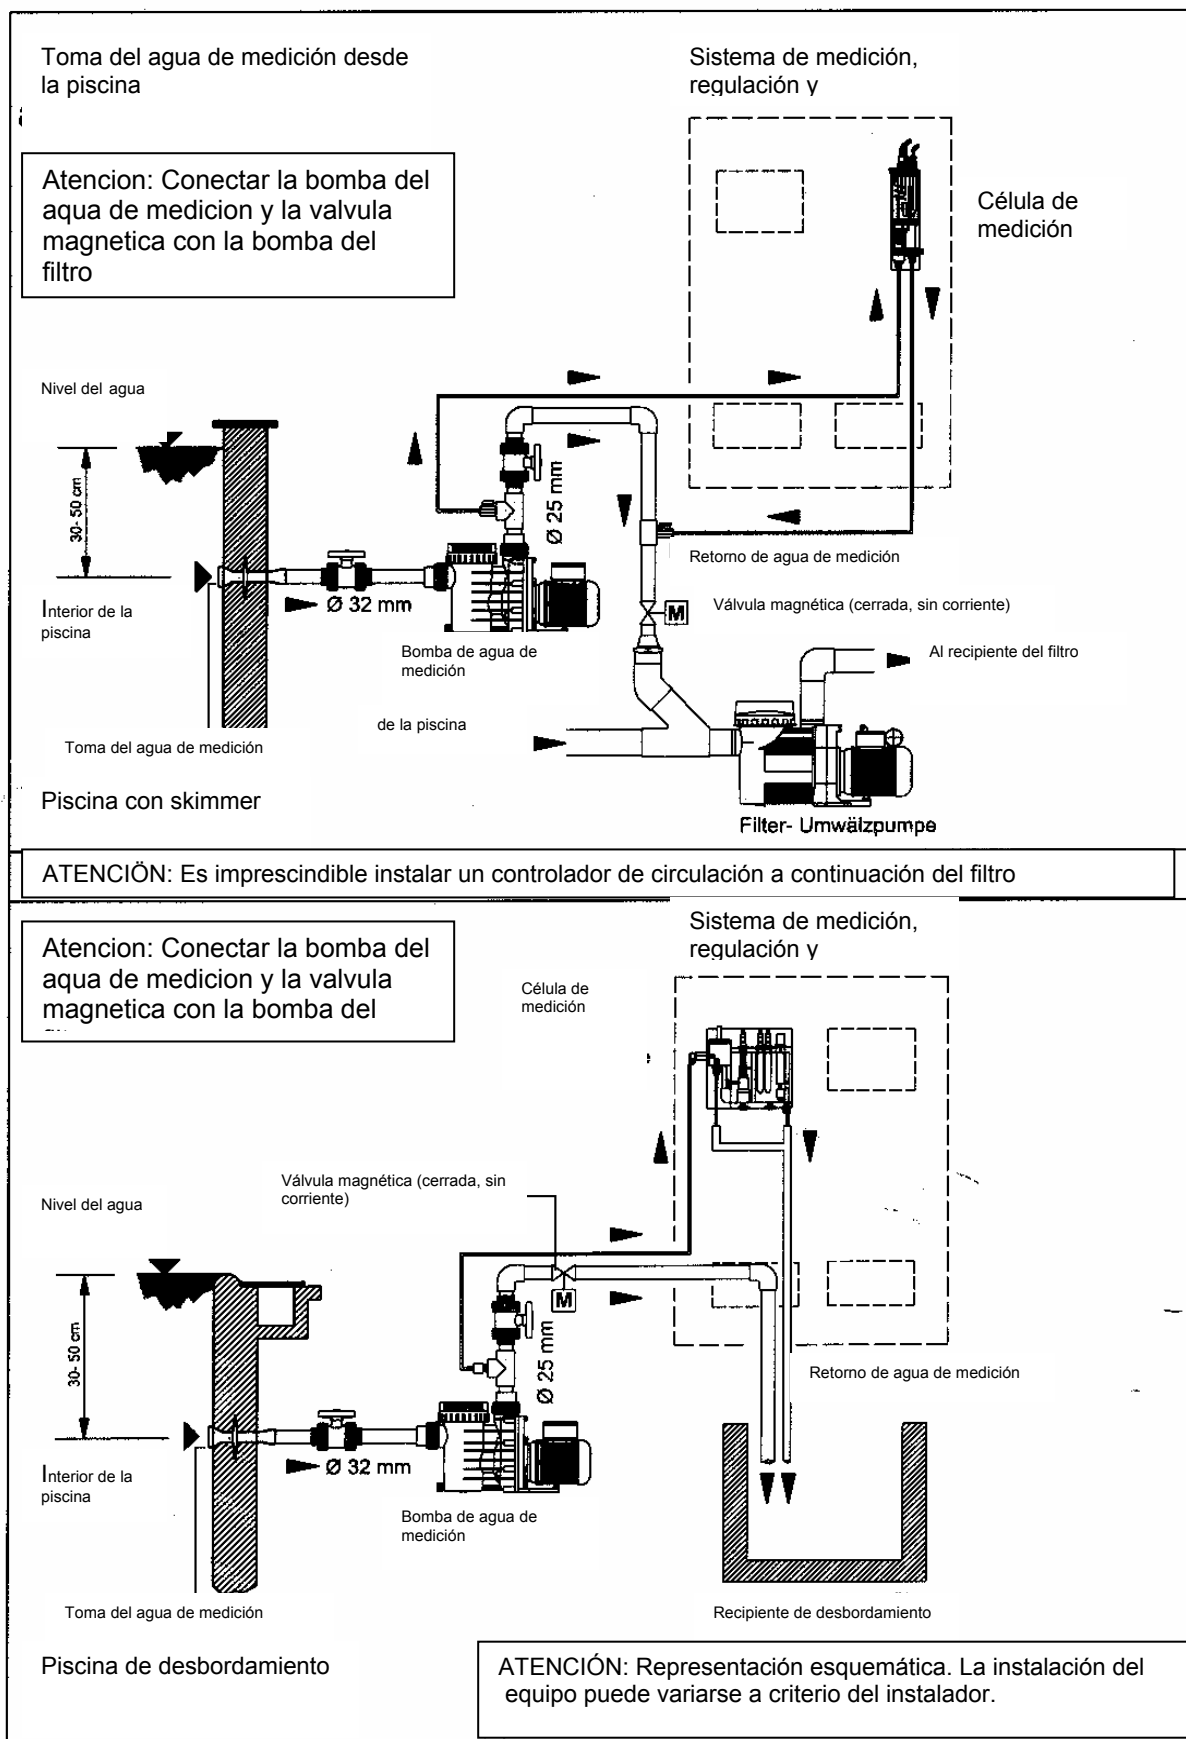 Toma del agua de medición desde
la piscina
Sistema de medición,
regulación y
Atencion: Conectar la bomba del
aqua de medicion y la valvula
magnetica con la bomba del
filtro
Célula de
medición
Nivel del agua
30- 50 cm
Ø 25 mm
Retorno de agua de medición
Ø 32 mm
Interior de la
piscina
Válvula magnética (cerrada, sin corriente)
M
Bomba de agua de
medición
Al recipiente del filtro
de la piscina
Toma del agua de medición
Piscina con skimmer
Filter- Umwälzpumpe
ATENCIÖN: Es imprescindible instalar un controlador de circulación a continuación del filtro
Sistema de medición,
regulación y
Atencion: Conectar la bomba del
aqua de medicion y la valvula
magnetica con la bomba del
Célula de
medición
Válvula magnética (cerrada, sin
corriente)
Nivel del agua
M
30- 50 cm
Ø 25 mm
Retorno de agua de medición
Ø 32 mm
Interior de la
piscina
Bomba de agua de
medición
Toma del agua de medición
Recipiente de desbordamiento
Piscina de desbordamiento
ATENCIÓN: Representación esquemática. La instalación del
equipo puede variarse a criterio del instalador.